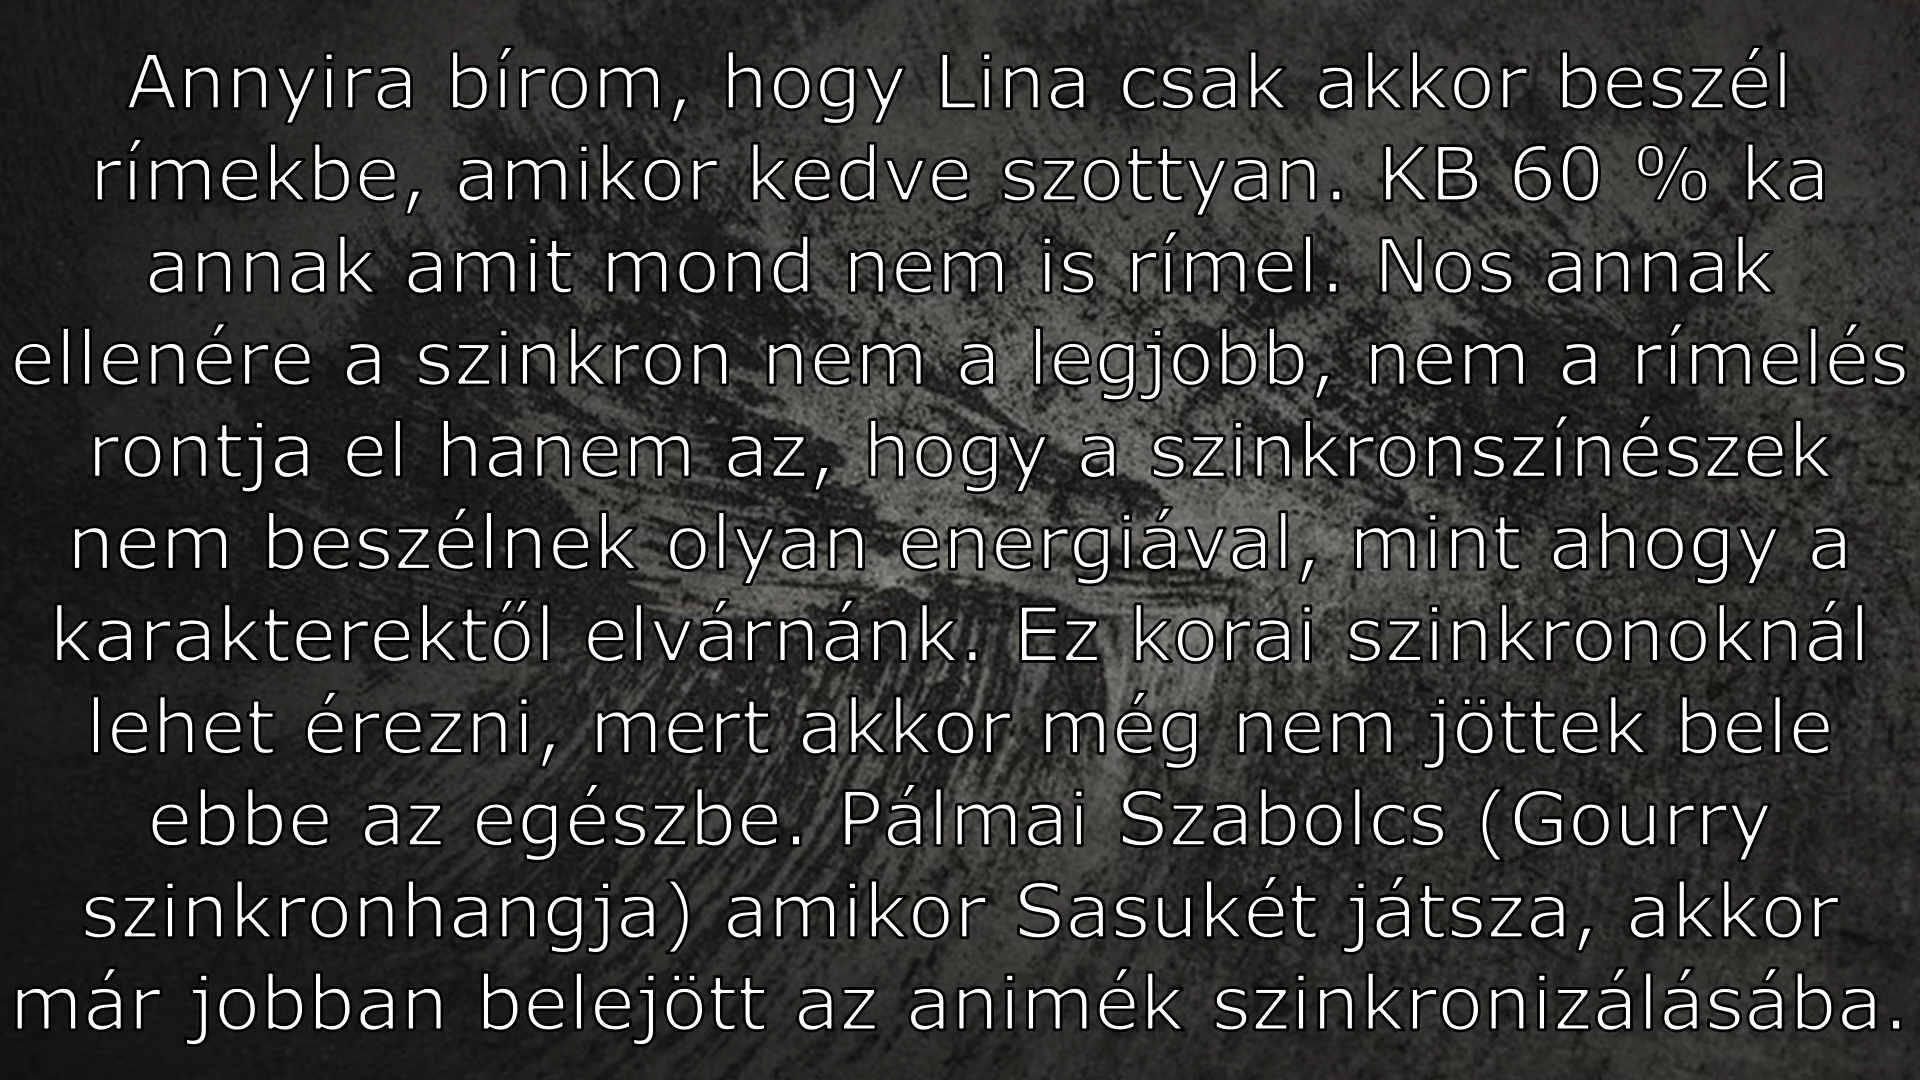 Annyira bírom, hogy Lina csak akkor beszél
rímekbe, amikor kedve szottyan. KB 60 % ka
annak amit mond nem is rímel. Nos annak
ellenére a szinkron nem a legjobb, nem a rímelés
rontja el hanem az, hogy a szinkronszínészek
nem beszélnek olyan energiával, mint ahogy a
karakterektől elvárnánk. Ez korai szinkronoknál
lehet érezni, mert akkor még nem jöttek bele
ebbe az egészbe. Pálmai Szabolcs (Gourry
szinkronhangja) amikor Sasukét játsza, akkor
már jobban belejött az animék szinkronizálásába.